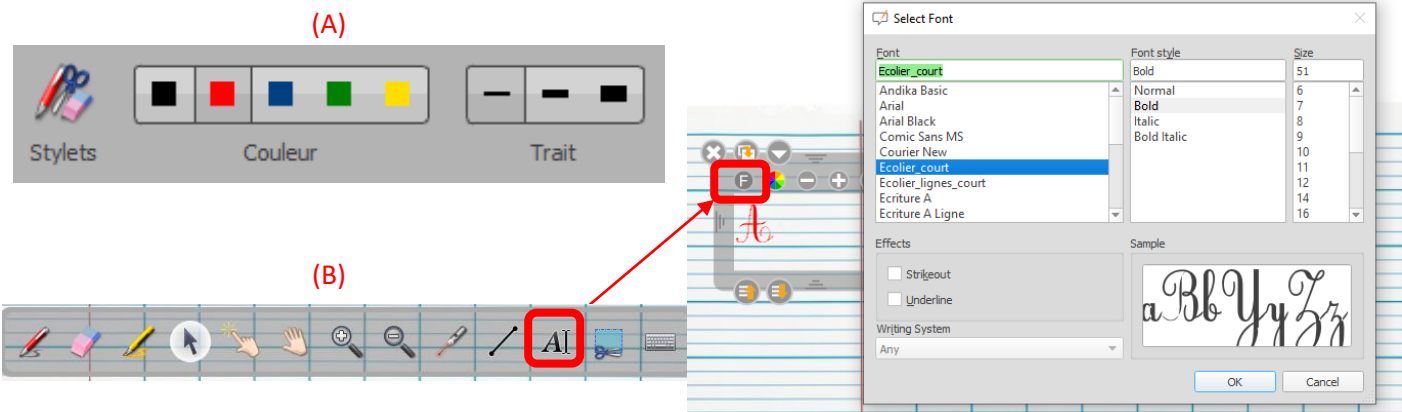 (A)
Stylets
Couleur
Trait
(B)
A
F
A
Select Font
Font
Font style
Size
Ecolier_court
Bold
51
Andika Basic
Arial
Arial Black
Comic Sans MS
Courier New
Ecolier_court
Ecolier_lignes_court
Ecriture A
Ecriture A Ligne
Normal
Bold
Italic
Bold Italic
6
7
8
9
10
11
12
14
16
Effects
Strikeout
Underline
Writing System
Any
Sample
aBbYyZz
OK
Cancel